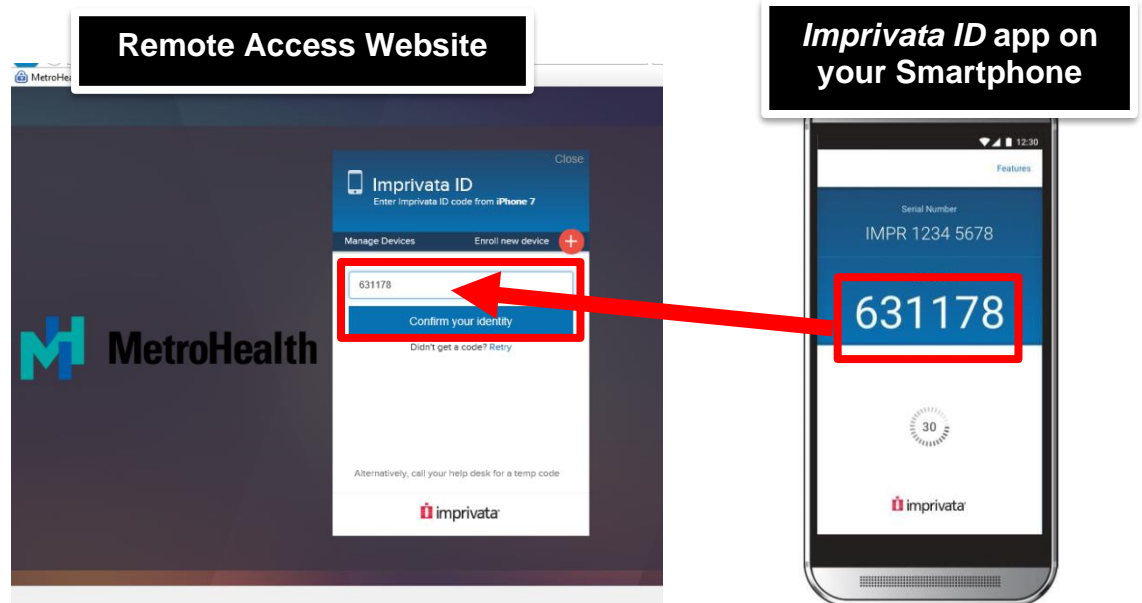 Remote Access Website
MetroHea
Close
Imprivata ID
Enter Imprivata ID code from iPhone 7
Manage Devices
Enroll new device
+
631178
Confirm your identity
Didn't get a code? Retry
Alternatively, call your help desk for a temp code
imprivata
MetroHealth
Imprivata ID app on
your Smartphone
12:30
Features
Serial Number
IMPR 1234 5678
631178
30
imprivata